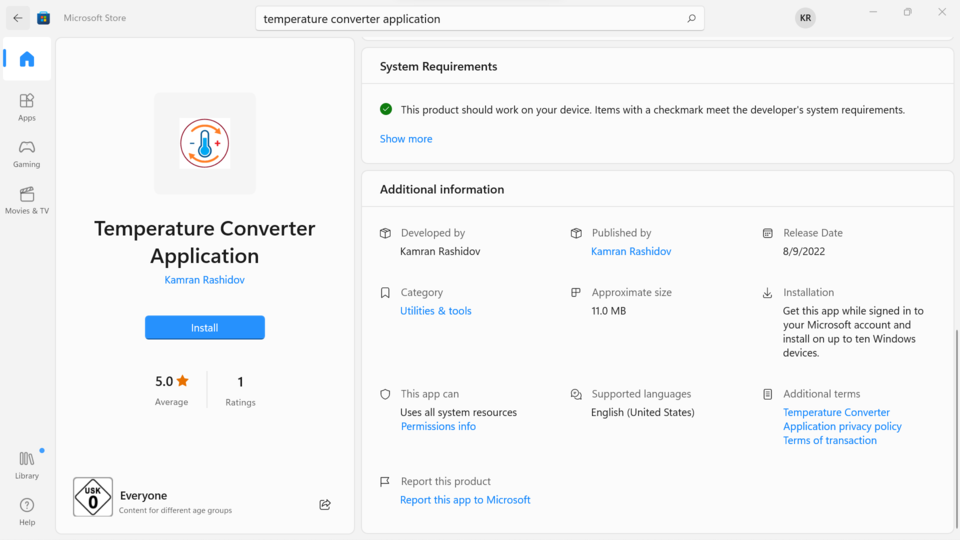 Microsoft Store
temperature converter application
KR
Apps
Gaming
Movies & TV
Library
Help
Temperature Converter
Application
Kamran Rashidov
Install
5.0
Average
1
Ratings
USK
0
Everyone
Content for different age groups
System Requirements
This product should work on your device. Items with a checkmark meet the developer's system requirements.
Show more
Additional information
Developed by
Kamran Rashidov
Published by
Kamran Rashidov
Release Date
8/9/2022
Category
Utilities & tools
Approximate size
11.0 MB
Installation
Get this app while signed in to
your Microsoft account and
install on up to ten Windows
devices.
This app can
Uses all system resources
Permissions info
Supported languages
English (United States)
Additional terms
Temperature Converter
Application privacy policy
Terms of transaction
Report this product
Report this app to Microsoft